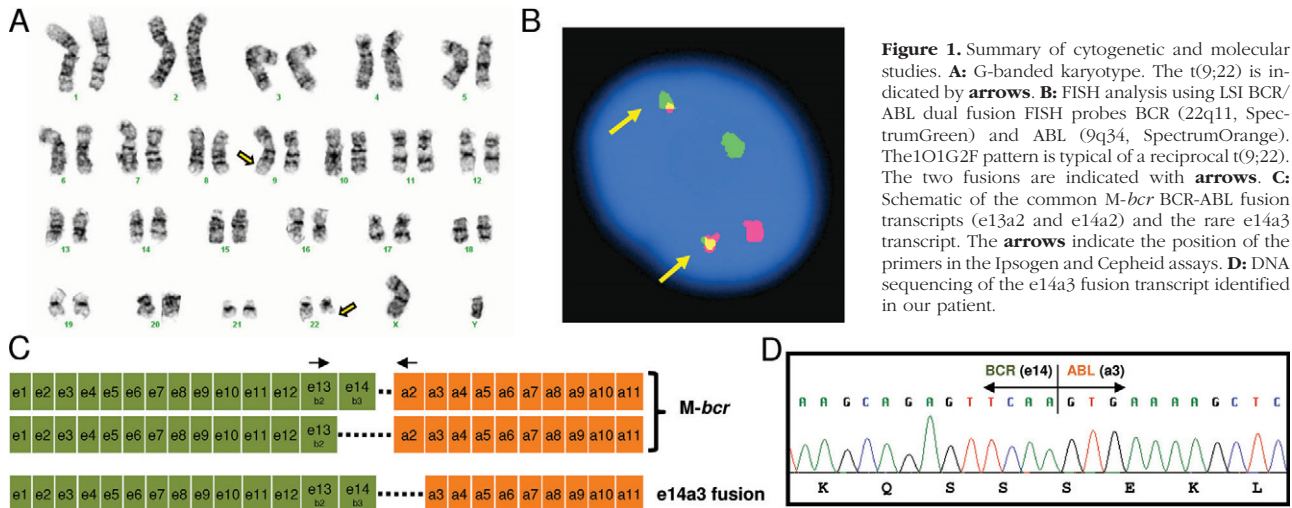 A
1 2 3 4 5
6 7 8 9 10 11 12
13 14 15 16 17 18
19 20 21 22 X Y
B
Figure 1. Summary of cytogenetic and molecular
studies. A: G-banded karyotype. The t(9;22) is in-
dicated by arrows. B: FISH analysis using LSI BCR/
ABL dual fusion FISH probes BCR (22q11, Spec-
trumGreen) and ABL (9q34, SpectrumOrange).
The1O1G2F pattern is typical of a reciprocal t(9;22).
The two fusions are indicated with arrows. C:
Schematic of the common M-bcr BCR-ABL fusion
transcripts (e13a2 and e14a2) and the rare e14a3
transcript. The arrows indicate the position of the
primers in the Ipsogen and Cepheid assays. D: DNA
sequencing of the e14a3 fusion transcript identified
in our patient.
C
e1 e2 e3 e4 e5 e6 e7 e8 e9 e10 e11 e12 e13 e14 a2 a3 a4 a5 a6 a7 a8 a9 a10 a11
b2 b3
M-bcr
e1 e2 e3 e4 e5 e6 e7 e8 e9 e10 e11 e12 e13 a2 a3 a4 a5 a6 a7 a8 a9 a10 a11
b2
e1 e2 e3 e4 e5 e6 e7 e8 e9 e10 e11 e12 e13 e14 a3 a4 a5 a6 a7 a8 a9 a10 a11 e14a3 fusion
b2 b3
D
BCR (e14) ABL (a3)
A A G C A G A G T T C A A G T G A A A A G C T C
K Q S S S E K L